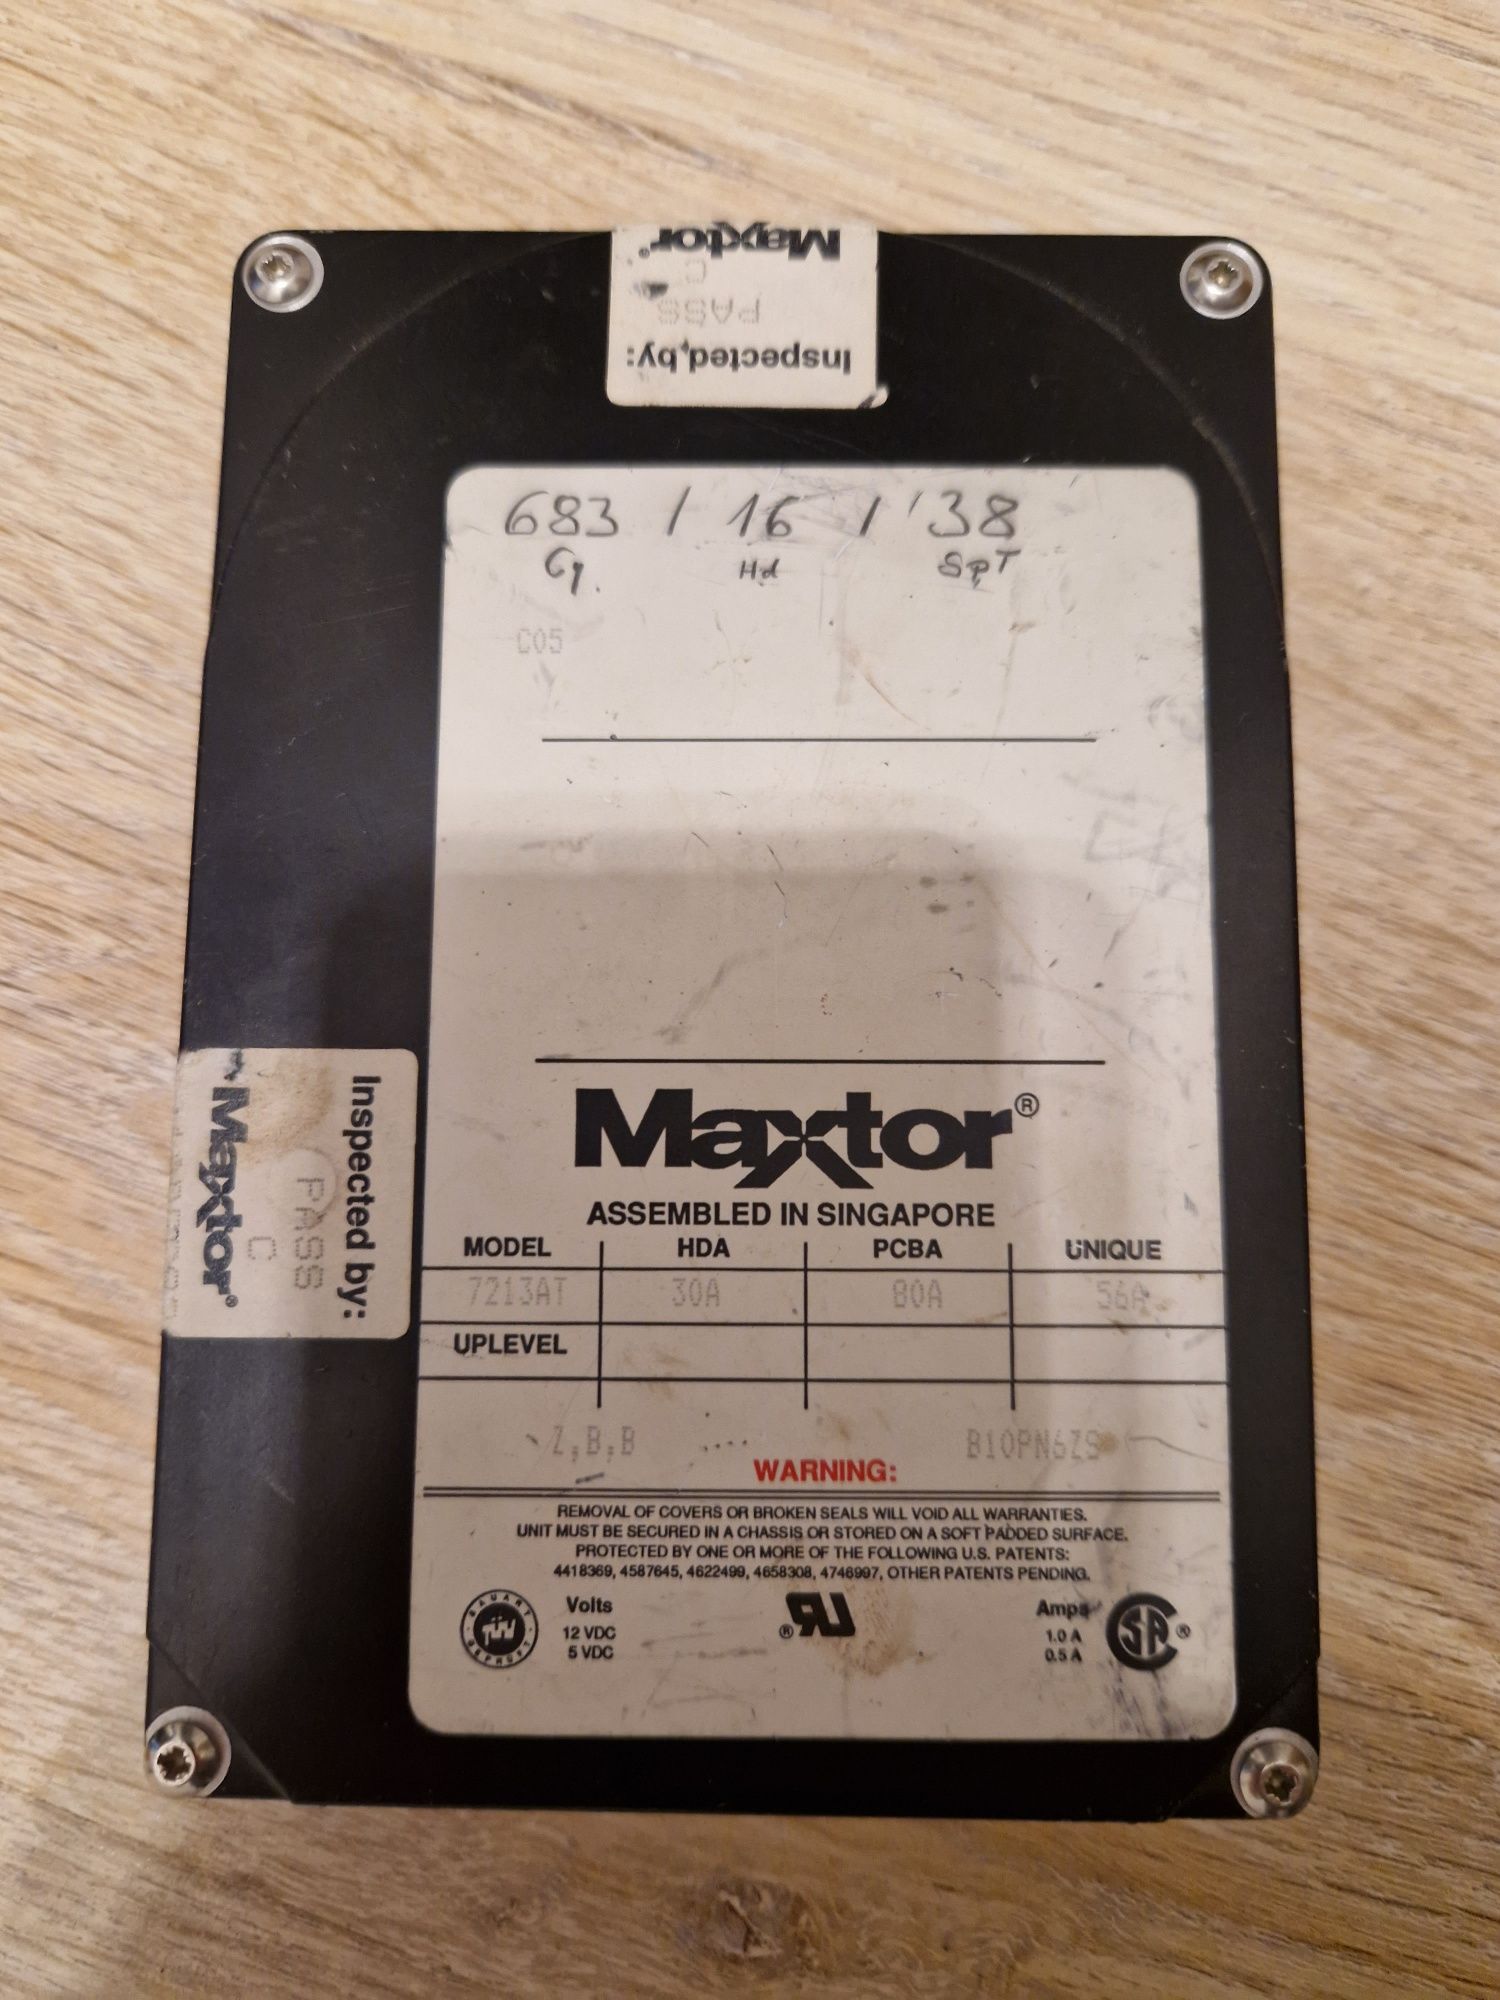 Maxtor®
C
PASS
Inspected by:
683 / 16 / 38
Cy. Hd SpT
C05
Inspected by:
PASS
C
Maxtor®
Maxtor®
ASSEMBLED IN SINGAPORE
MODEL HDA PCBA UNIQUE
7213AT 30A 80A 56A
UPLEVEL
Z,B,B B10PN6ZS
WARNING:
REMOVAL OF COVERS OR BROKEN SEALS WILL VOID ALL WARRANTIES.
UNIT MUST BE SECURED IN A CHASSIS OR STORED ON A SOFT PADDED SURFACE.
PROTECTED BY ONE OR MORE OF THE FOLLOWING U.S. PATENTS:
4418369, 4587645, 4622499, 4658308, 4746997, OTHER PATENTS PENDING.
BAUART GEPRÜFT
Volts
12 VDC
5 VDC
RU®
Amps
1.0 A
0.5 A
SA®